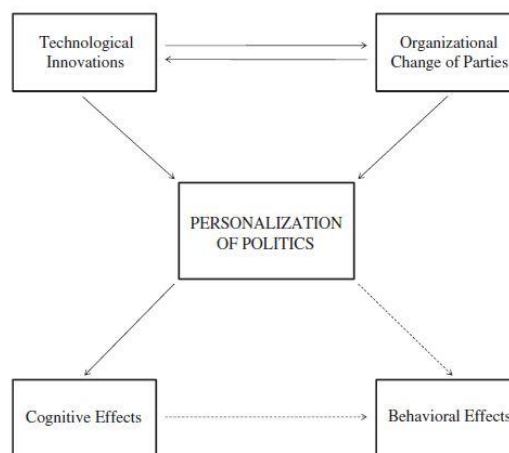 Technological
Innovations
Organizational
Change of Parties
PERSONALIZATION
OF POLITICS
Cognitive Effects
Behavioral Effects